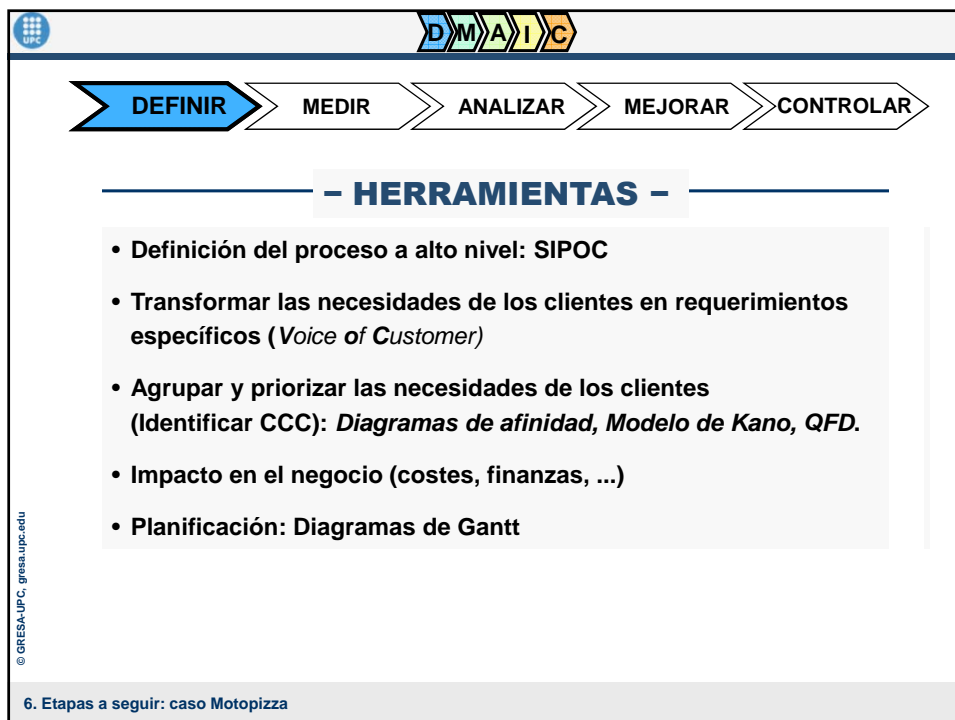 UPC
D M A I C
DEFINIR MEDIR ANALIZAR MEJORAR CONTROLAR
– HERRAMIENTAS –
• Definición del proceso a alto nivel: SIPOC
• Transformar las necesidades de los clientes en requerimientos
específicos (Voice of Customer)
• Agrupar y priorizar las necesidades de los clientes
(Identificar CCC): Diagramas de afinidad, Modelo de Kano, QFD.
• Impacto en el negocio (costes, finanzas, ...)
• Planificación: Diagramas de Gantt
© GRESA-UPC, gresa.upc.edu
6. Etapas a seguir: caso Motopizza